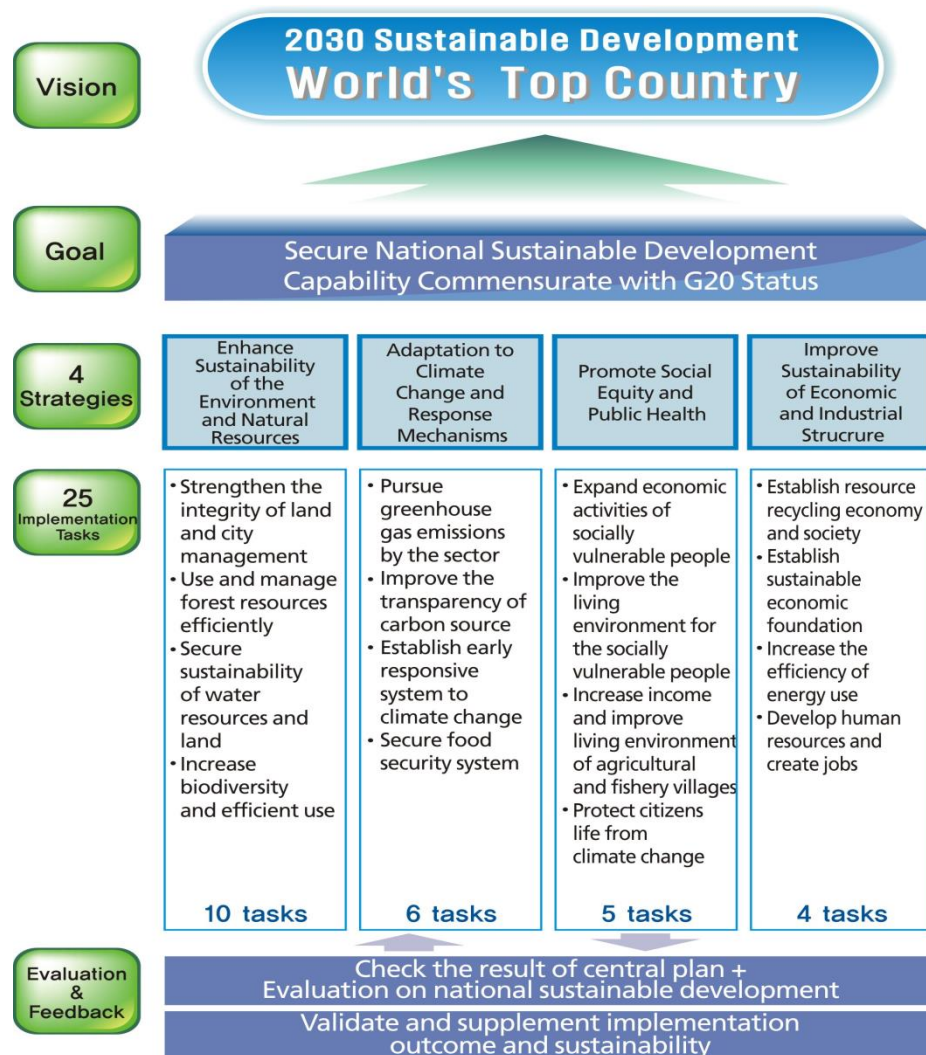 Vision
2030 Sustainable Development
World's Top Country
Goal
Secure National Sustainable Development
Capability Commensurate with G20 Status
4
Strategies
Enhance
Sustainability
of the
Environment
and Natural
Resources
Adaptation to
Climate
Change and
Response
Mechanisms
Promote Social
Equity and
Public Health
Improve
Sustainability
of Economic
and Industrial
Strucrure
25
Implementation
Tasks
• Strengthen the
integrity of land
and city
management
• Use and manage
forest resources
efficiently
• Secure
sustainability
of water
resources and
land
• Increase
biodiversity
and efficient use
10 tasks
• Pursue
greenhouse
gas emissions
by the sector
• Improve the
transparency of
carbon source
• Establish early
responsive
system to
climate change
• Secure food
security system
6 tasks
• Expand economic
activities of
socially
vulnerable people
• Improve the
living
environment for
the socially
vulnerable people
• Increase income
and improve
living environment
of agricultural
and fishery villages
• Protect citizens
life from
climate change
5 tasks
• Establish resource
recycling economy
and society
• Establish
sustainable
economic
foundation
• Increase the
efficiency of
energy use
• Develop human
resources and
create jobs
4 tasks
Evaluation
&
Feedback
Check the result of central plan +
Evaluation on national sustainable development
Validate and supplement implementation
outcome and sustainability